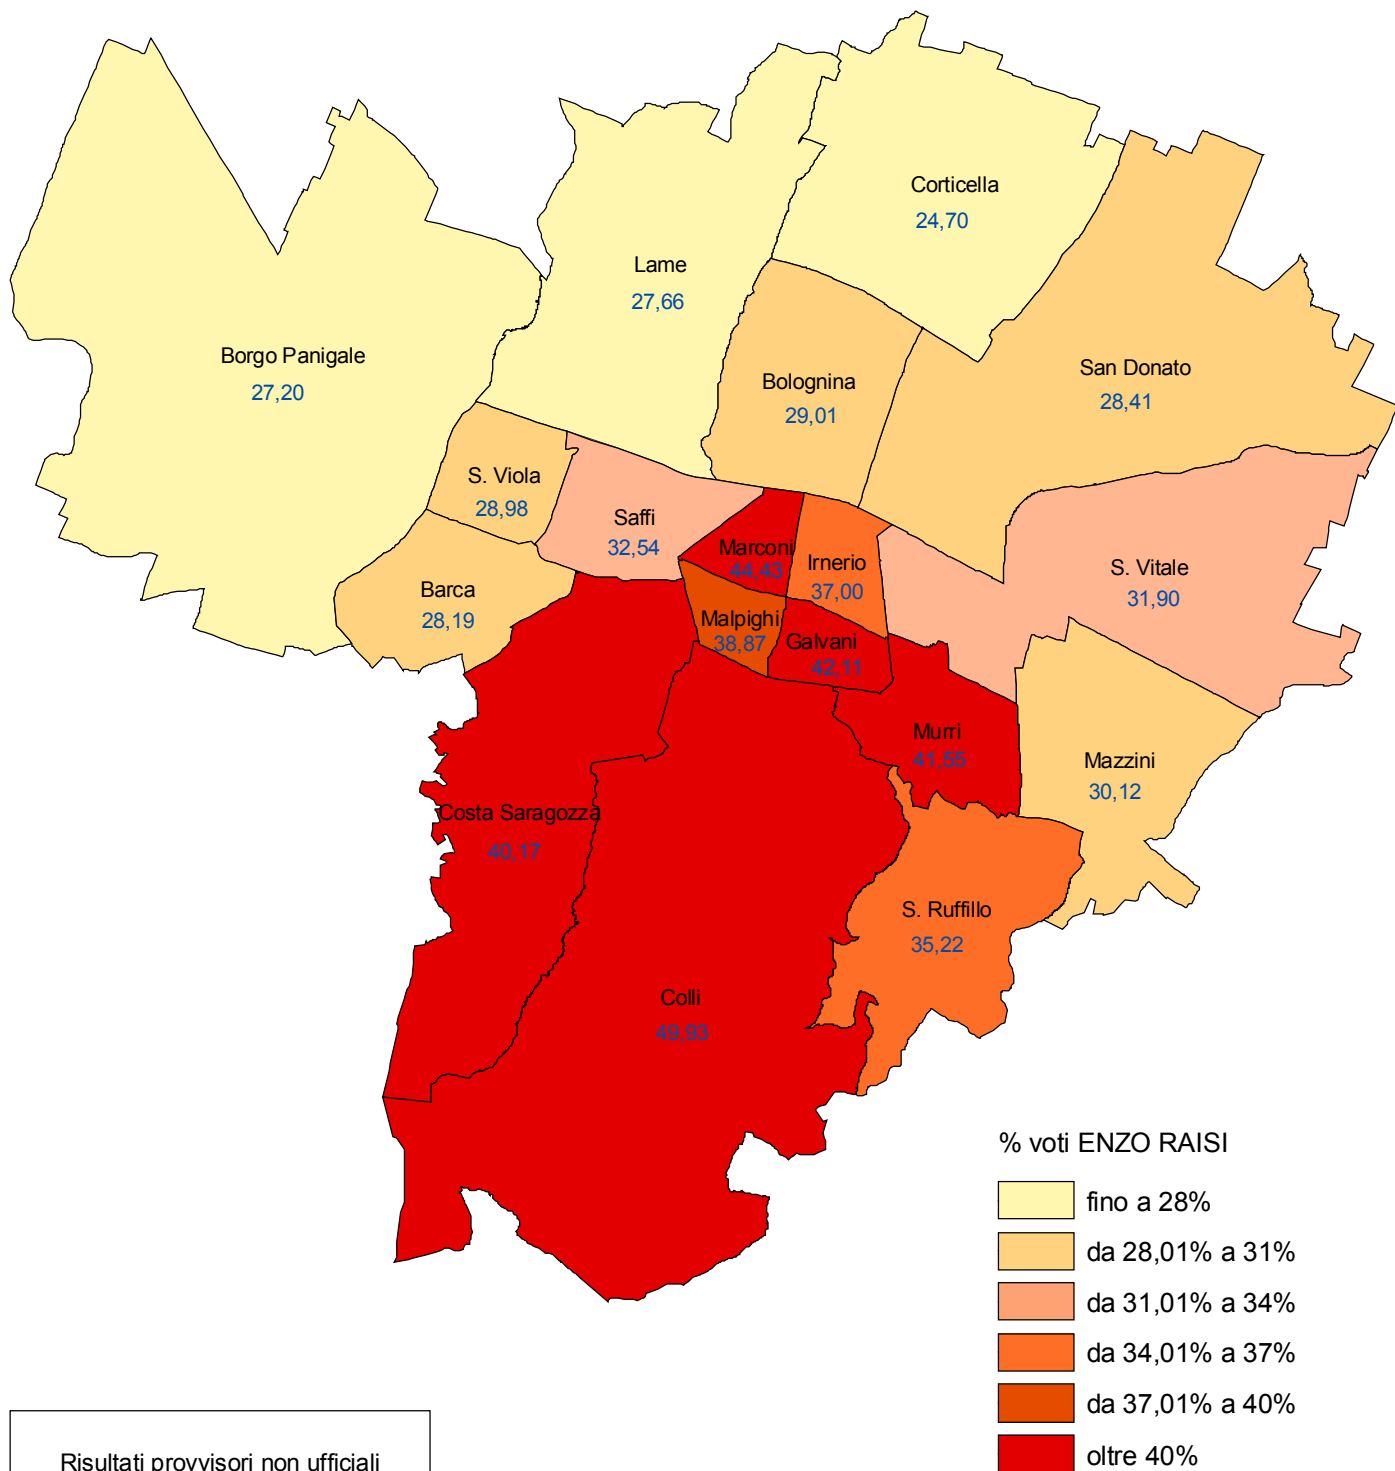 Corticella
24,70
Lame
27,66
Borgo Panigale
27,20
Bolognina
29,01
San Donato
28,41
S. Viola
28,98
Saffi
32,54
Marconi
44,43
Irnerio
37,00
S. Vitale
31,90
Barca
28,19
Malpighi
38,87
Galvani
42,11
Murri
41,55
Mazzini
30,12
Costa Saragozza
40,17
S. Ruffillo
35,22
Colli
49,93
% voti ENZO RAISI
fino a 28%
da 28,01% a 31%
da 31,01% a 34%
da 34,01% a 37%
da 37,01% a 40%
oltre 40%
Risultati provvisori non ufficiali